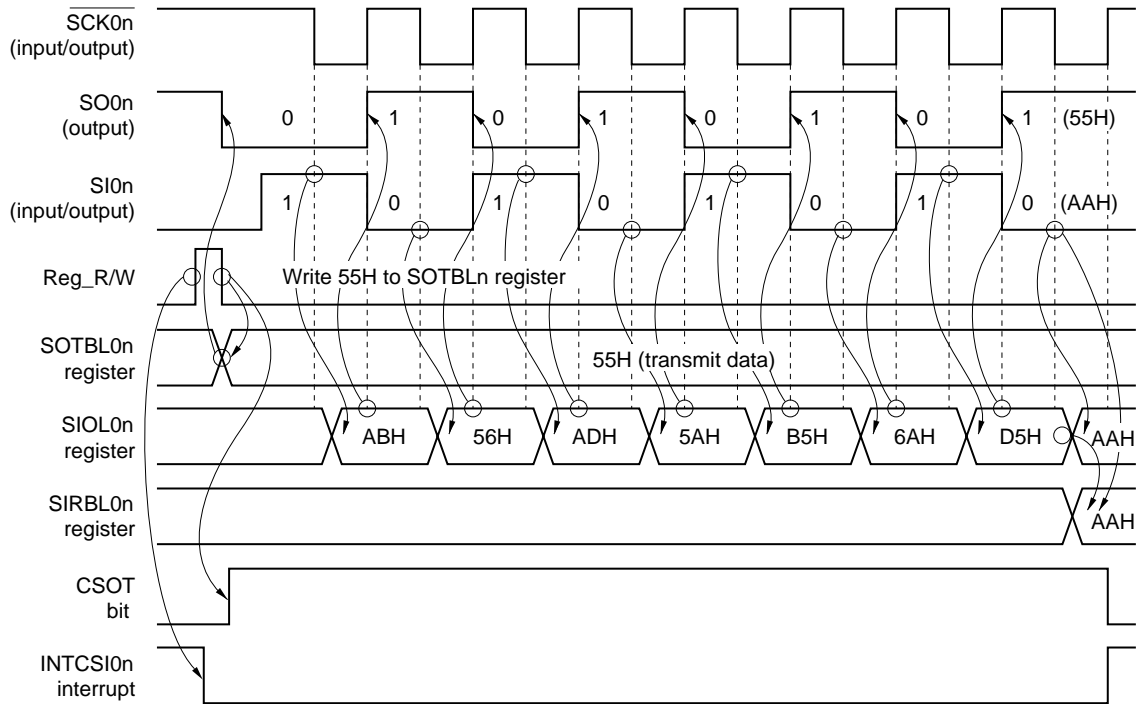 SCK0n
(input/output)
SO0n
(output)
0 1 0 1 0 1 0 1 (55H)
SI0n
(input/output)
1 0 1 0 1 0 1 0 (AAH)
Reg_R/W
Write 55H to SOTBLn register
SOTBL0n
register
55H (transmit data)
SIOL0n
register
ABH 56H ADH 5AH B5H 6AH D5H AAH
SIRBL0n
register
AAH
CSOT
bit
INTCSI0n
interrupt